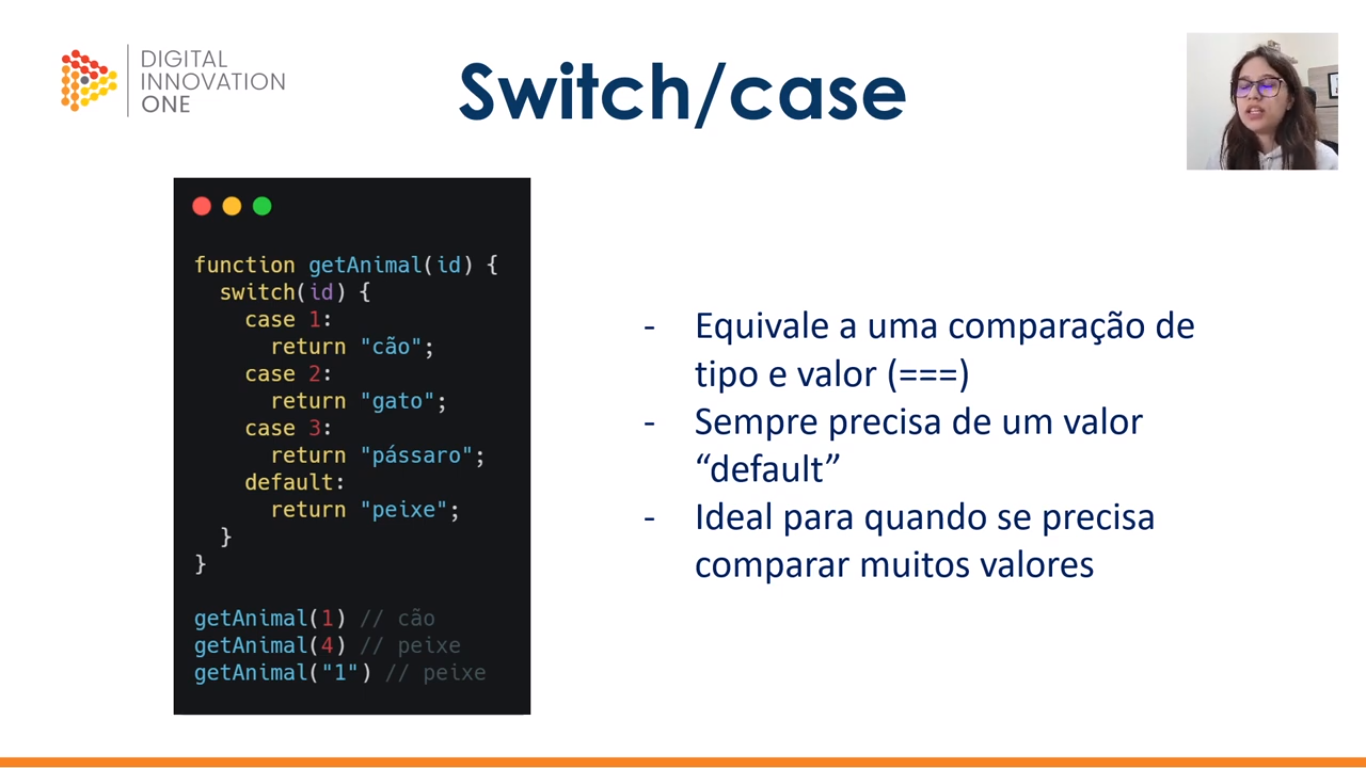 DIGITAL
INNOVATION
ONE
Switch/case
function getAnimal(id) {
switch(id) {
case 1:
return "cão";
case 2:
return "gato";
case 3:
return "pássaro";
default:
return "peixe";
}
}
getAnimal(1) // cão
getAnimal(4) // peixe
getAnimal("1") // peixe
- Equivale a uma comparação de
tipo e valor (===)
- Sempre precisa de um valor
“default”
- Ideal para quando se precisa
comparar muitos valores